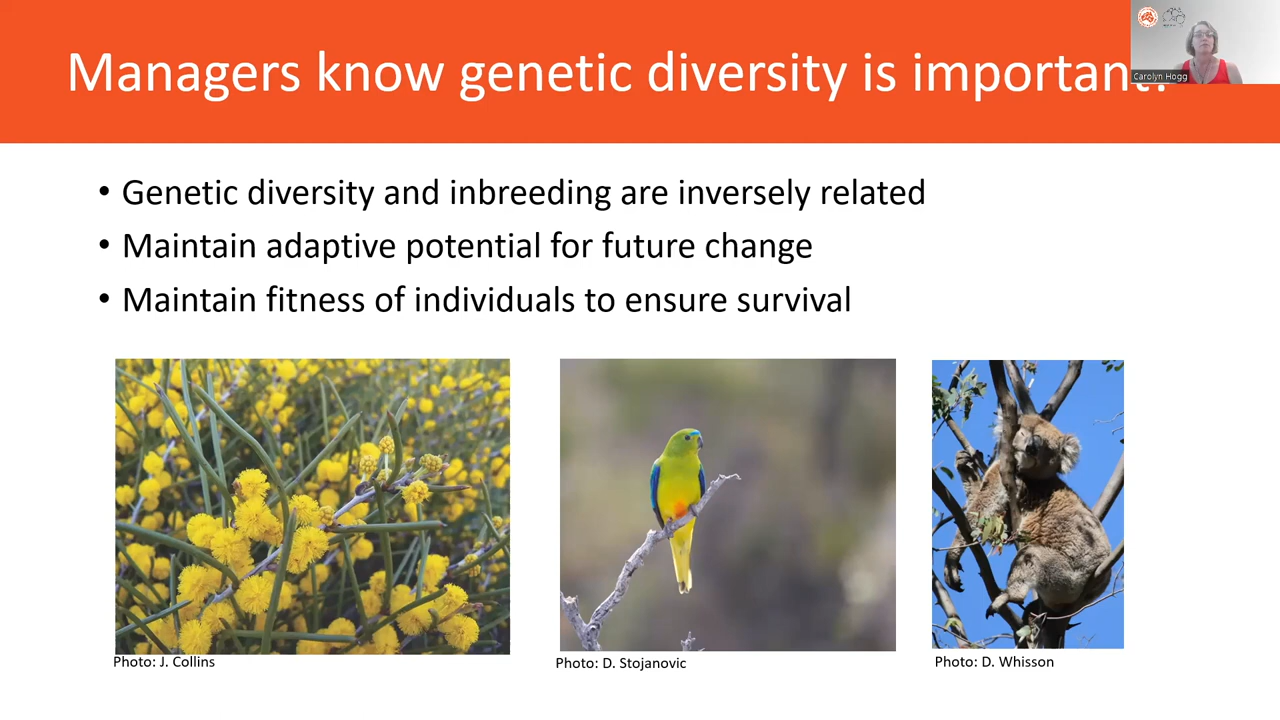 Managers know genetic diversity is important
Carolyn Hogg
• Genetic diversity and inbreeding are inversely related
• Maintain adaptive potential for future change
• Maintain fitness of individuals to ensure survival
Photo: J. Collins
Photo: D. Stojanovic
Photo: D. Whisson